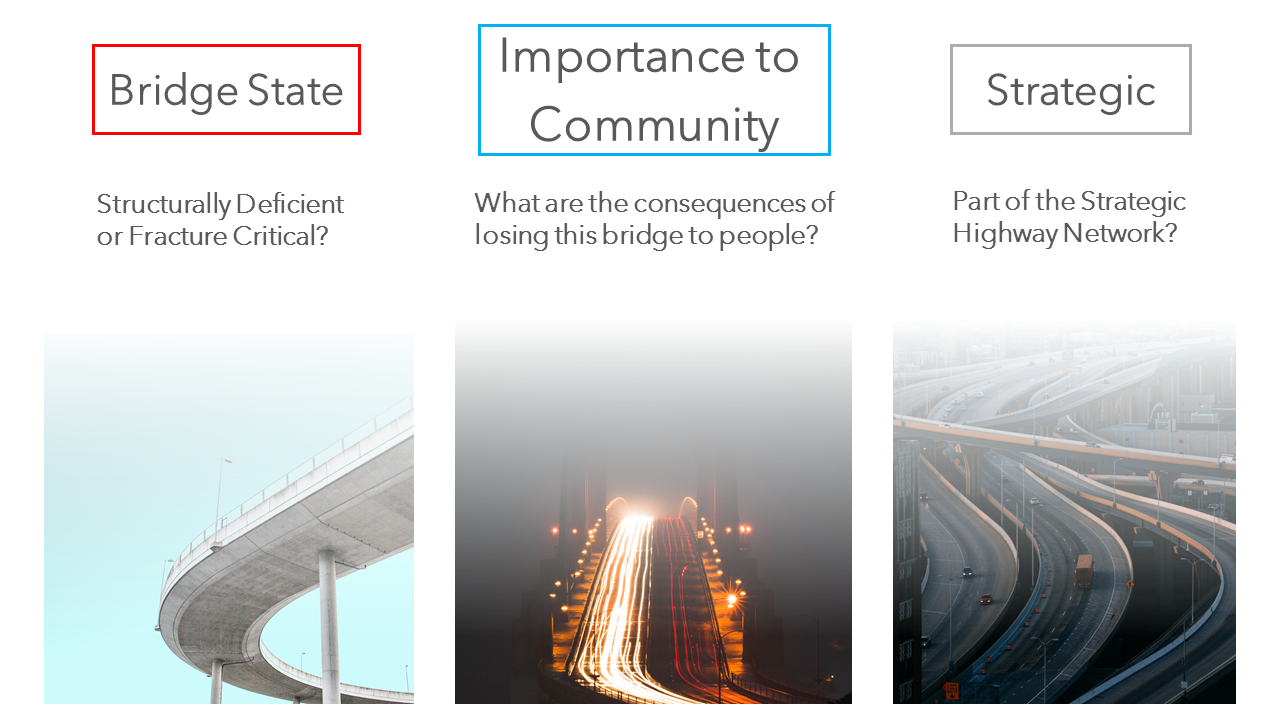 Bridge State
Structurally Deficient
or Fracture Critical?
Importance to
Community
What are the consequences of
losing this bridge to people?
Strategic
Part of the Strategic
Highway Network?